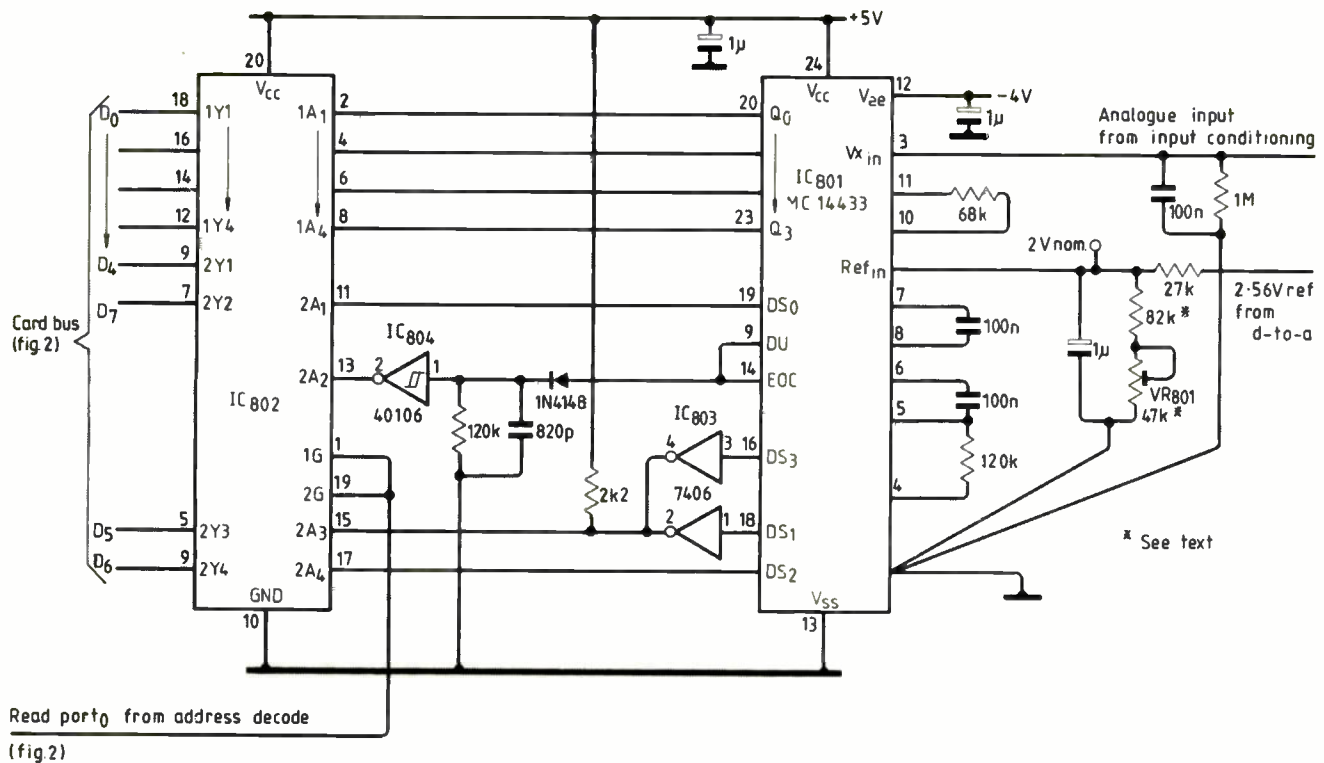 +5V
1µ
20
VCC
24
VCC
12
Vee
-4V
1µ
D0
18
1Y1
1A1
2
20
Q0
Analogue input
from input conditioning
16
4
3
Vxin
14
6
IC801
MC 14433
11
68k
10
100n
1M
12
1Y4
1A4
8
23
Q3
D4
9
2Y1
2V nom.
Refin
27k
2·56V ref
from
d-to-a
D7
7
2Y2
2A1
11
19
DS0
7
100n
8
82k*
1µ
Card bus
(fig.2)
IC804
9
DU
13
2A2
2
1
40106
1N4148
14
EOC
6
100n
5
VR801
47k*
IC802
120k
820p
IC803
1
1G
4
3
16
DS3
120k
19
2G
2k2
7406
4
D5
5
2Y3
2A3
15
2
1
18
DS1
* See text
D6
9
2Y4
2A4
17
DS2
GND
10
VSS
13
Read port0 from address decode
(fig.2)